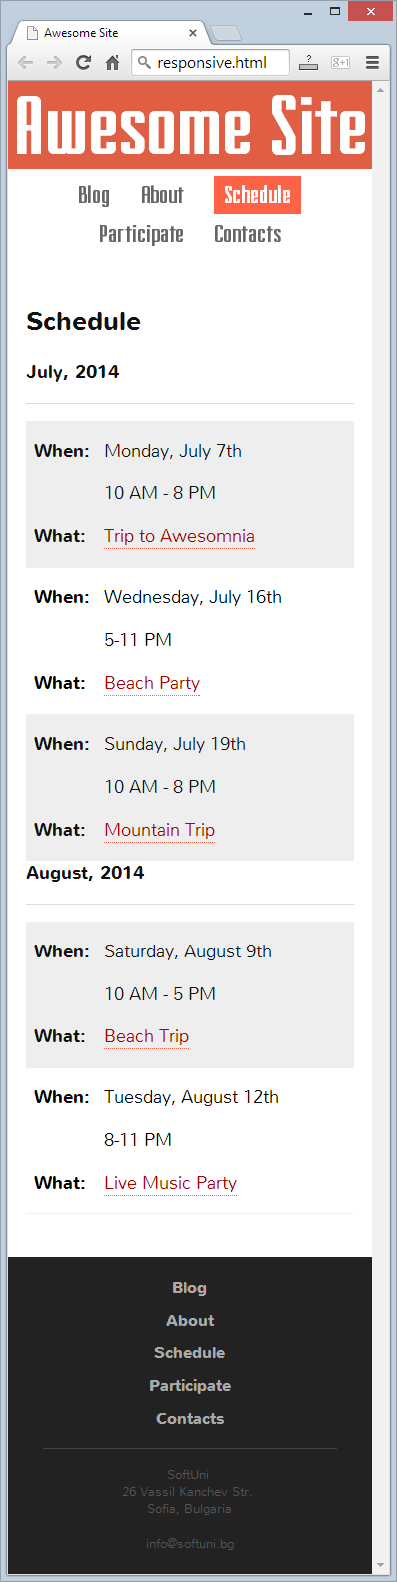 Awesome Site
responsive.html
g+1
Awesome Site
Blog About Schedule
Participate Contacts
Schedule
July, 2014
When: Monday, July 7th
10 AM - 8 PM
What: Trip to Awesomnia
When: Wednesday, July 16th
5-11 PM
What: Beach Party
When: Sunday, July 19th
10 AM - 8 PM
What: Mountain Trip
August, 2014
When: Saturday, August 9th
10 AM - 5 PM
What: Beach Trip
When: Tuesday, August 12th
8-11 PM
What: Live Music Party
Blog
About
Schedule
Participate
Contacts
SoftUni
26 Vassil Kanchev Str.
Sofia, Bulgaria
info@softuni.bg